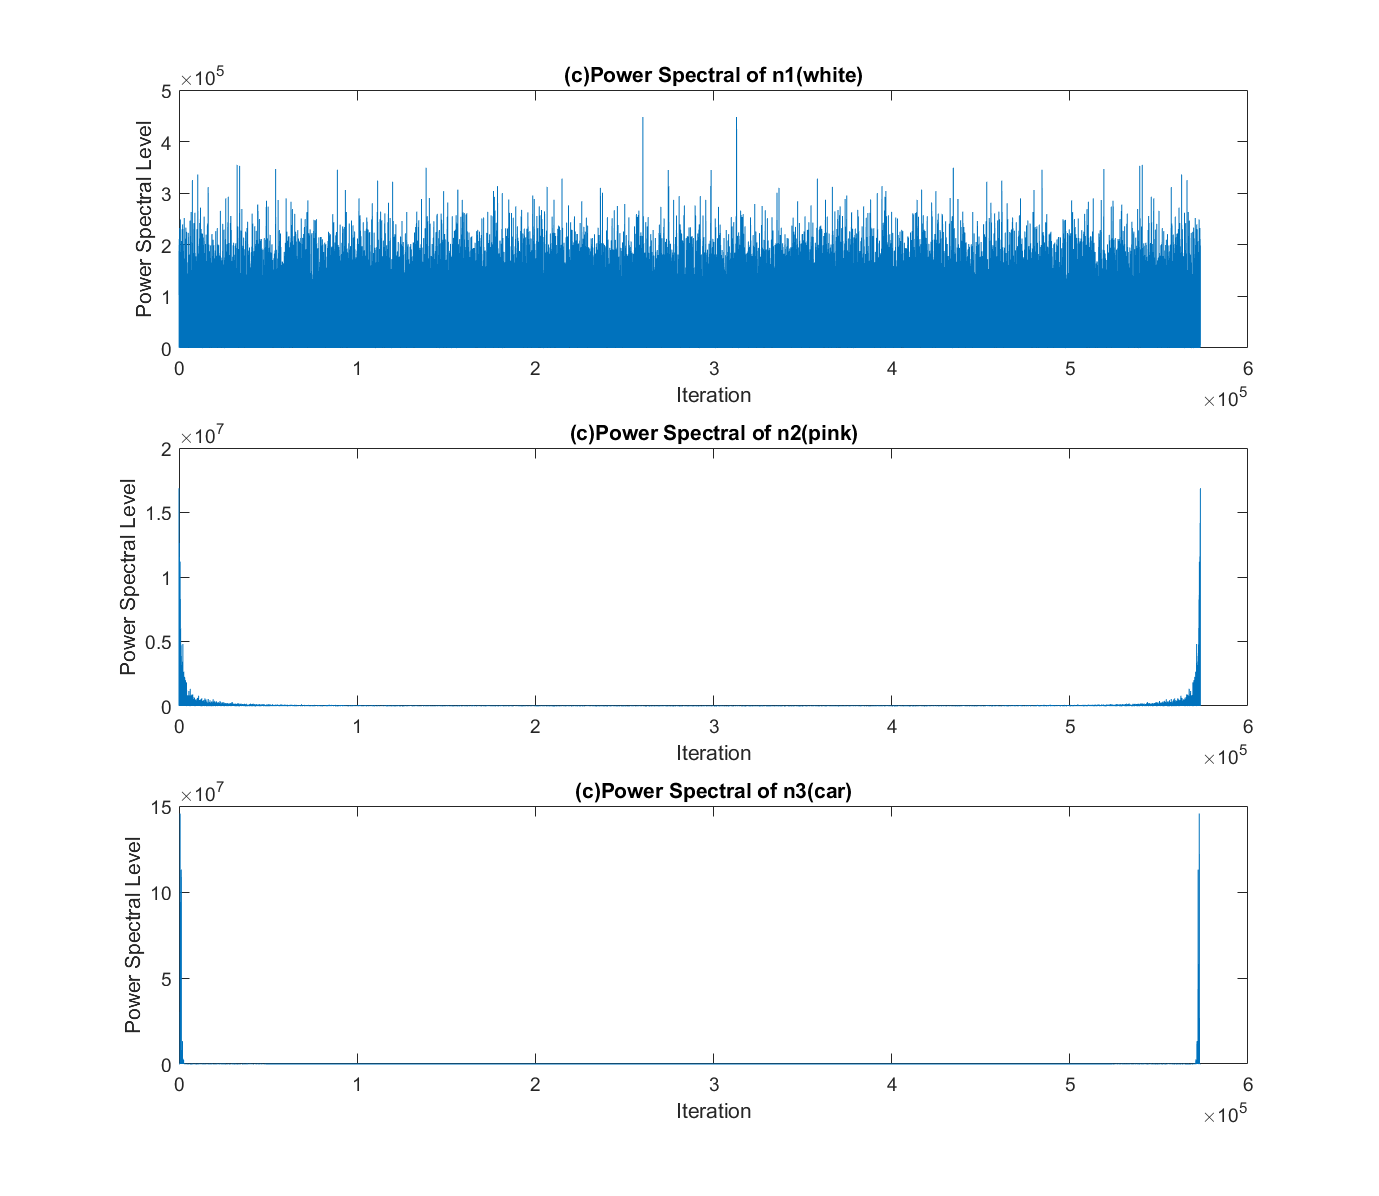 (c)Power Spectral of n1(white)
×10^5
Power Spectral Level
5
4
3
2
1
0
0 1 2 3 4 5 6
Iteration
×10^5
(c)Power Spectral of n2(pink)
×10^7
Power Spectral Level
2
1.5
1
0.5
0
0 1 2 3 4 5 6
Iteration
×10^5
(c)Power Spectral of n3(car)
×10^7
Power Spectral Level
15
10
5
0
0 1 2 3 4 5 6
Iteration
×10^5